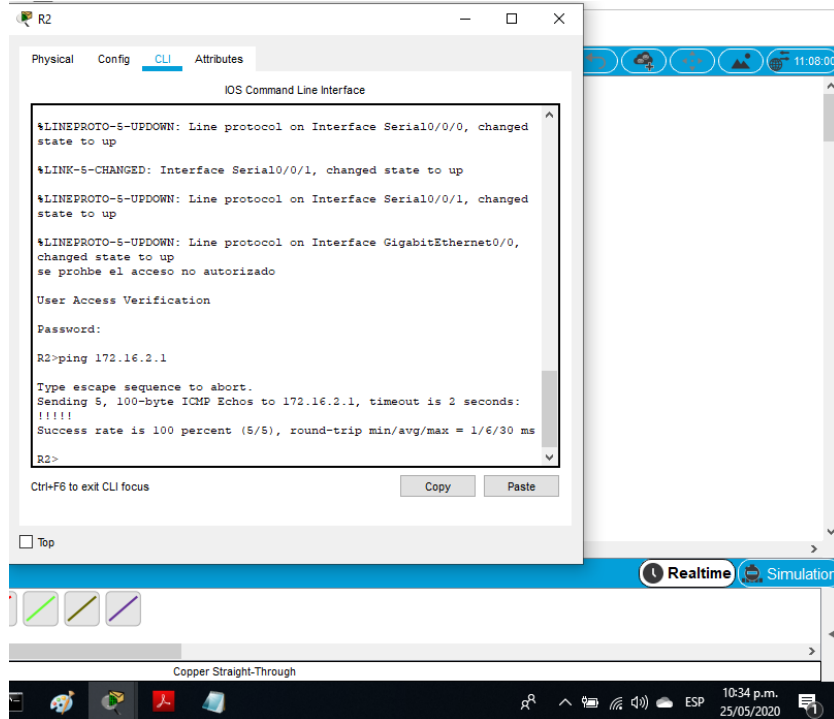 R2
Physical Config CLI Attributes
11:08:00
IOS Command Line Interface
%LINEPROTO-5-UPDOWN: Line protocol on Interface Serial0/0/0, changed
state to up
%LINK-5-CHANGED: Interface Serial0/0/1, changed state to up
%LINEPROTO-5-UPDOWN: Line protocol on Interface Serial0/0/1, changed
state to up
%LINEPROTO-5-UPDOWN: Line protocol on Interface GigabitEthernet0/0,
changed state to up
se prohbe el acceso no autorizado
User Access Verification
Password:
R2>ping 172.16.2.1
Type escape sequence to abort.
Sending 5, 100-byte ICMP Echos to 172.16.2.1, timeout is 2 seconds:
!!!!!
Success rate is 100 percent (5/5), round-trip min/avg/max = 1/6/30 ms
R2>
Ctrl+F6 to exit CLI focus
Copy
Paste
Top
Realtime
Simulation
Copper Straight-Through
ESP
10:34 p.m.
25/05/2020
1